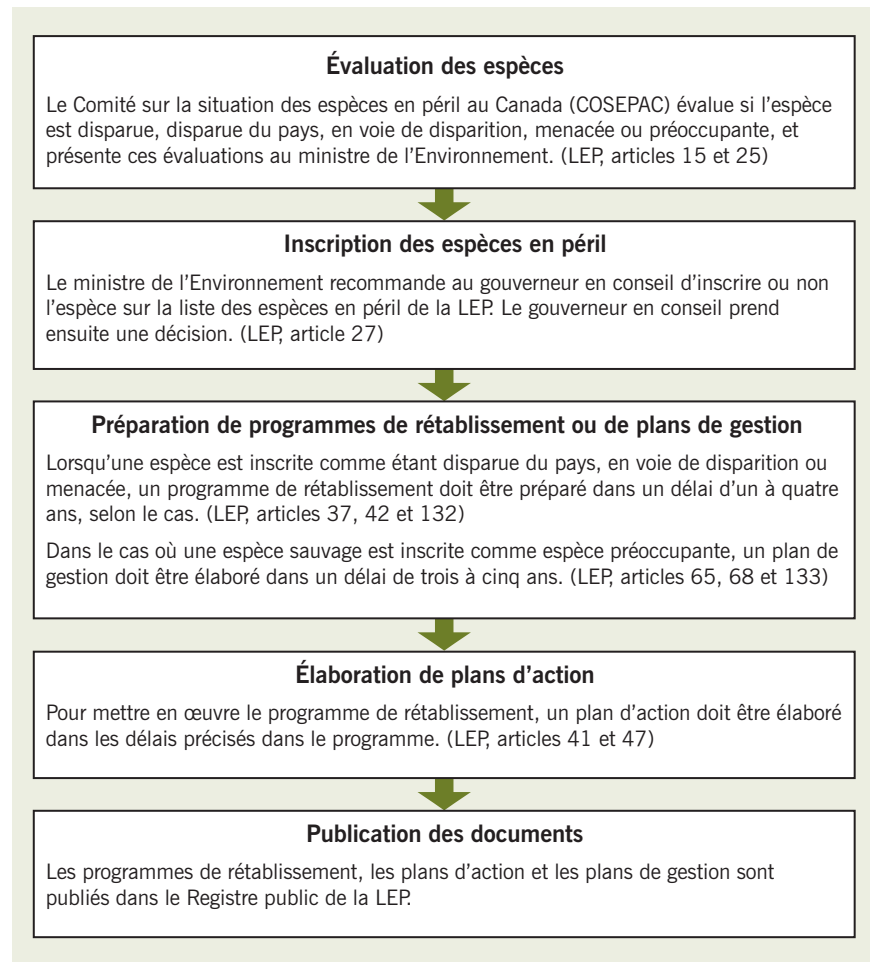 Évaluation des espèces
Le Comité sur la situation des espèces en péril au Canada (COSEPAC) évalue si l'espèce
est disparue, disparue du pays, en voie de disparition, menacée ou préoccupante, et
présente ces évaluations au ministre de l'Environnement. (LEP, articles 15 et 25)
Inscription des espèces en péril
Le ministre de l'Environnement recommande au gouverneur en conseil d'inscrire ou non
l'espèce sur la liste des espèces en péril de la LEP. Le gouverneur en conseil prend
ensuite une décision. (LEP, article 27)
Préparation de programmes de rétablissement ou de plans de gestion
Lorsqu'une espèce est inscrite comme étant disparue du pays, en voie de disparition ou
menacée, un programme de rétablissement doit être préparé dans un délai d'un à quatre
ans, selon le cas. (LEP, articles 37, 42 et 132)
Dans le cas où une espèce sauvage est inscrite comme espèce préoccupante, un plan de
gestion doit être élaboré dans un délai de trois à cinq ans. (LEP, articles 65, 68 et 133)
Élaboration de plans d'action
Pour mettre en œuvre le programme de rétablissement, un plan d'action doit être élaboré
dans les délais précisés dans le programme. (LEP, articles 41 et 47)
Publication des documents
Les programmes de rétablissement, les plans d'action et les plans de gestion sont
publiés dans le Registre public de la LEP.